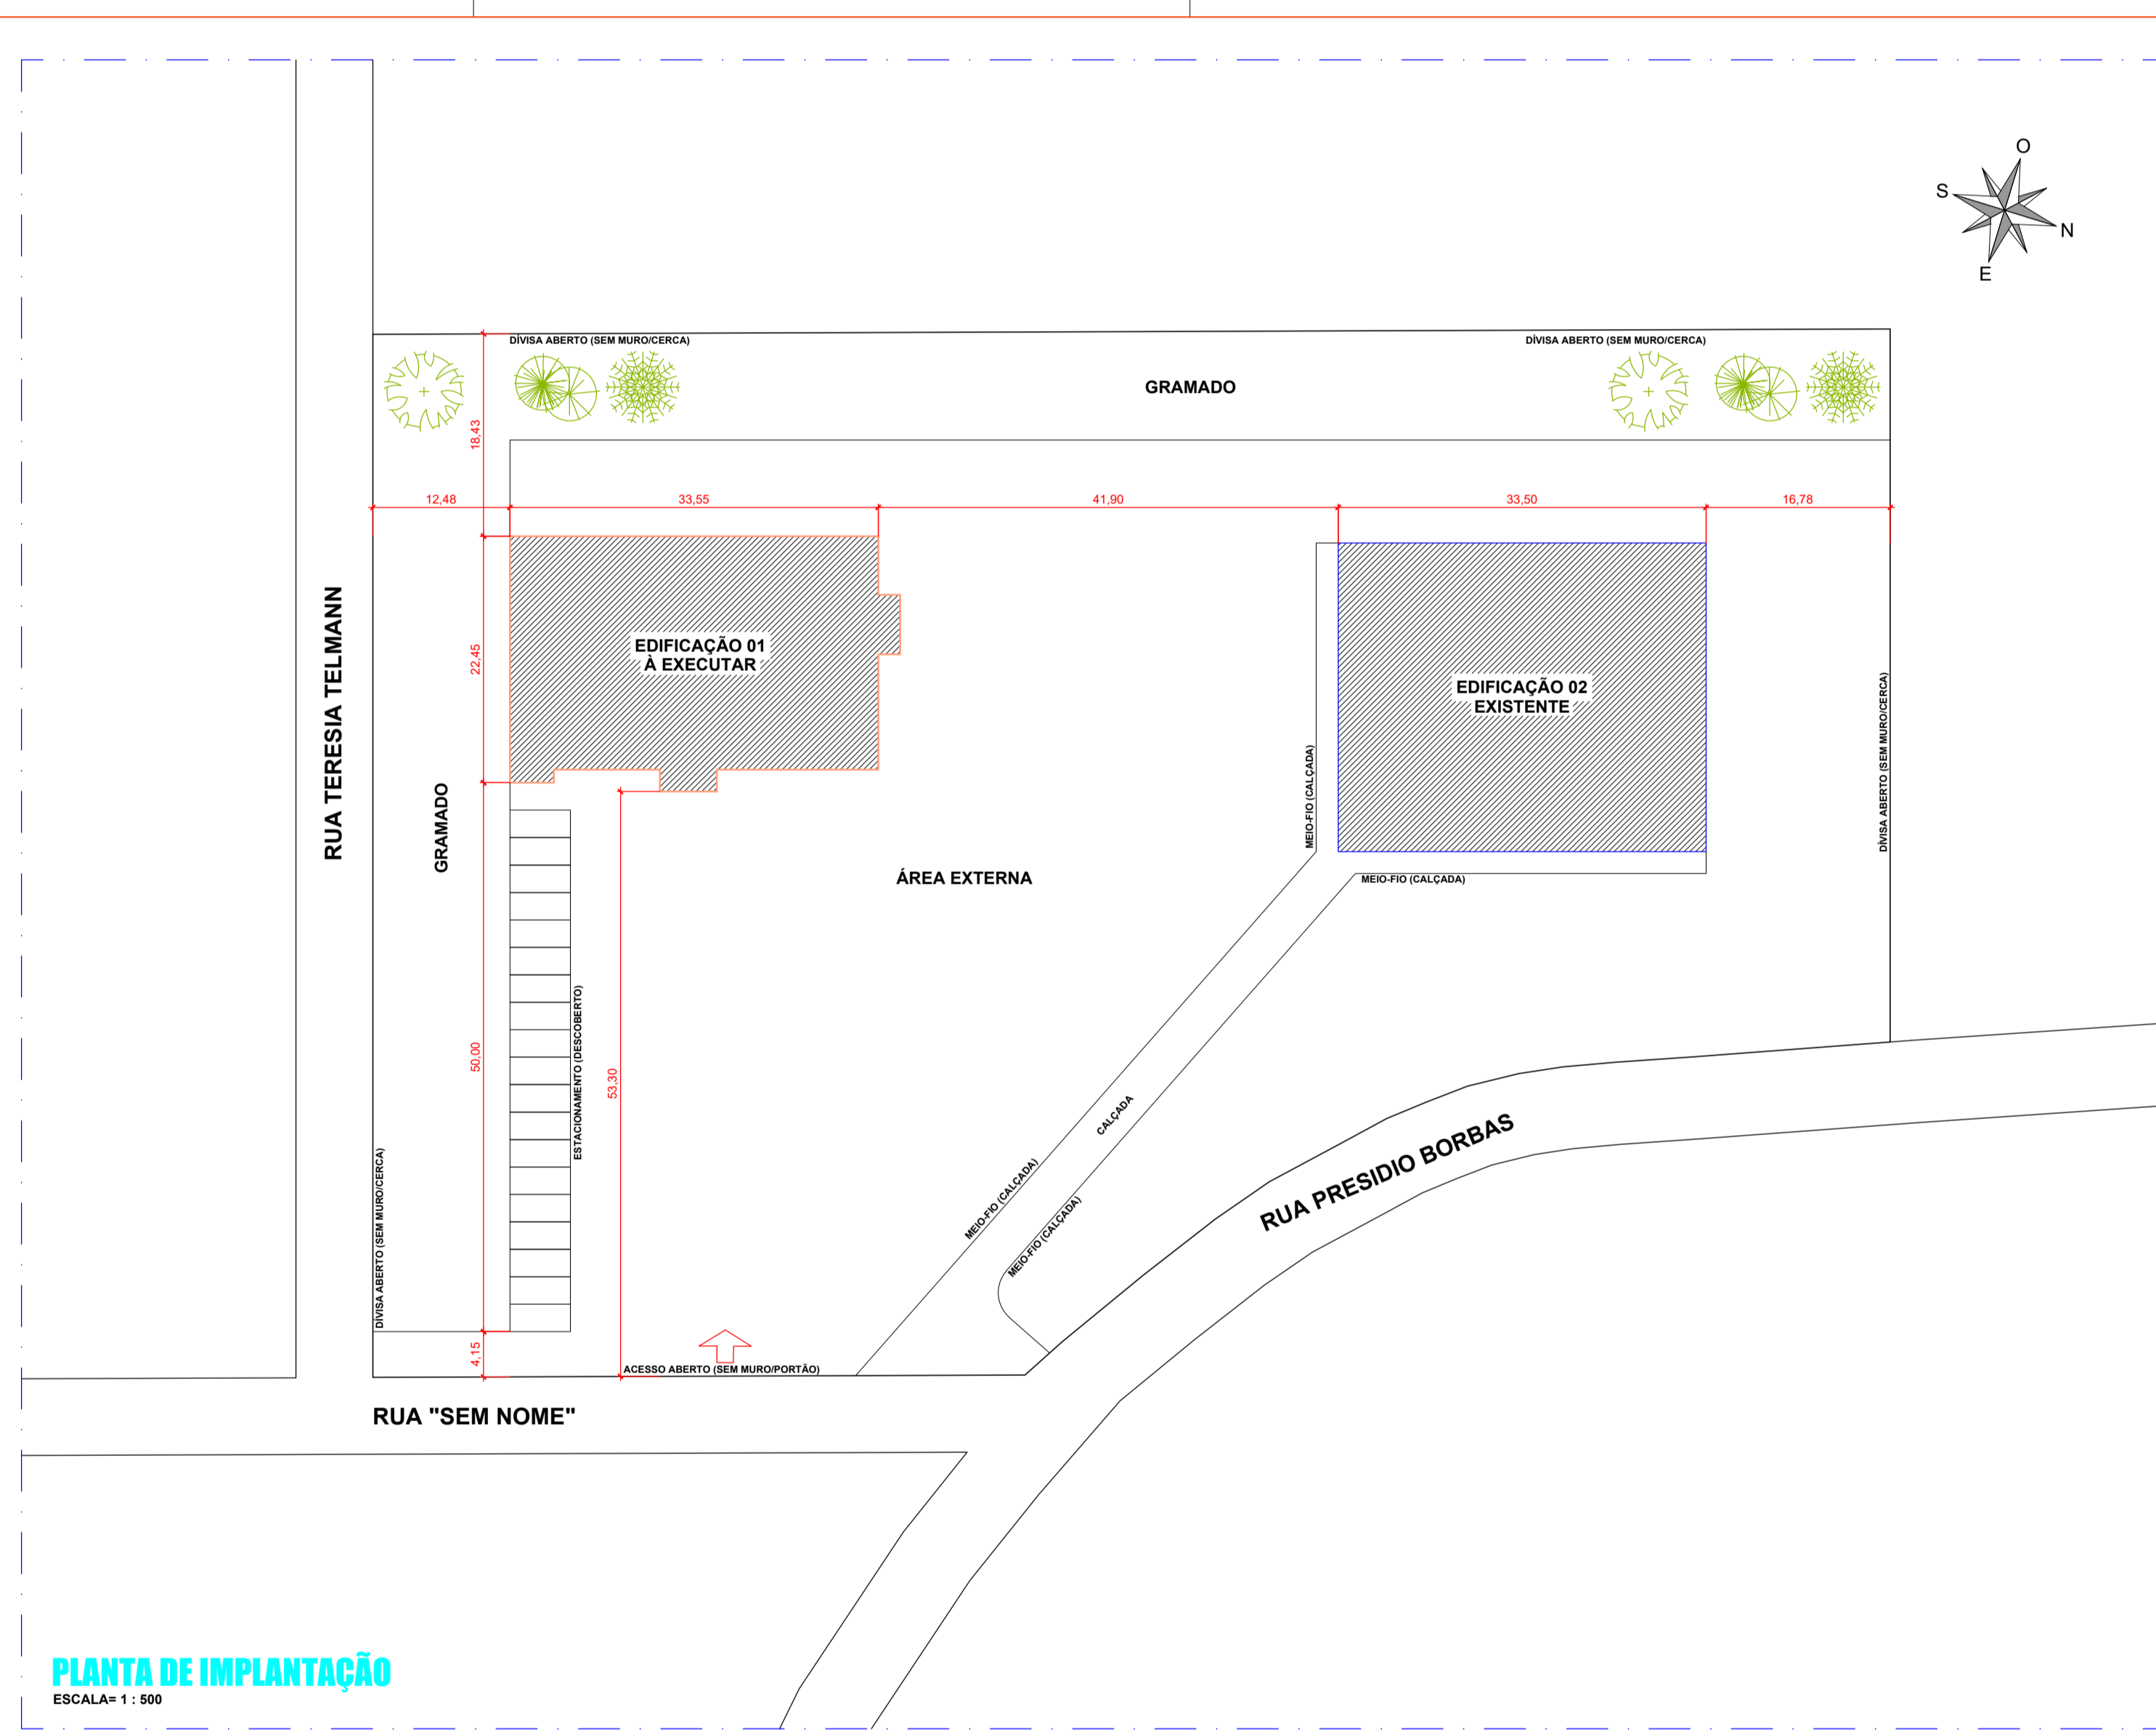 O
S
N
E
DÍVISA ABERTO (SEM MURO/CERCA)
DÍVISA ABERTO (SEM MURO/CERCA)
GRAMADO
18,43
12,48
33,55
41,90
33,50
16,78
RUA TERESIA TELMANN
22,45
EDIFICAÇÃO 01
À EXECUTAR
EDIFICAÇÃO 02
EXISTENTE
DÍVISA ABERTO (SEM MURO/CERCA)
MEIO-FIO (CALÇADA)
GRAMADO
ÁREA EXTERNA
MEIO-FIO (CALÇADA)
50,00
53,30
ESTACIONAMENTO (DESCOBERTO)
CALÇADA
RUA PRESIDIO BORBAS
MEIO-FIO (CALÇADA)
MEIO-FIO (CALÇADA)
DÍVISA ABERTO (SEM MURO/CERCA)
4,15
ACESSO ABERTO (SEM MURO/PORTÃO)
RUA "SEM NOME"
PLANTA DE IMPLANTAÇÃO
ESCALA= 1 : 500